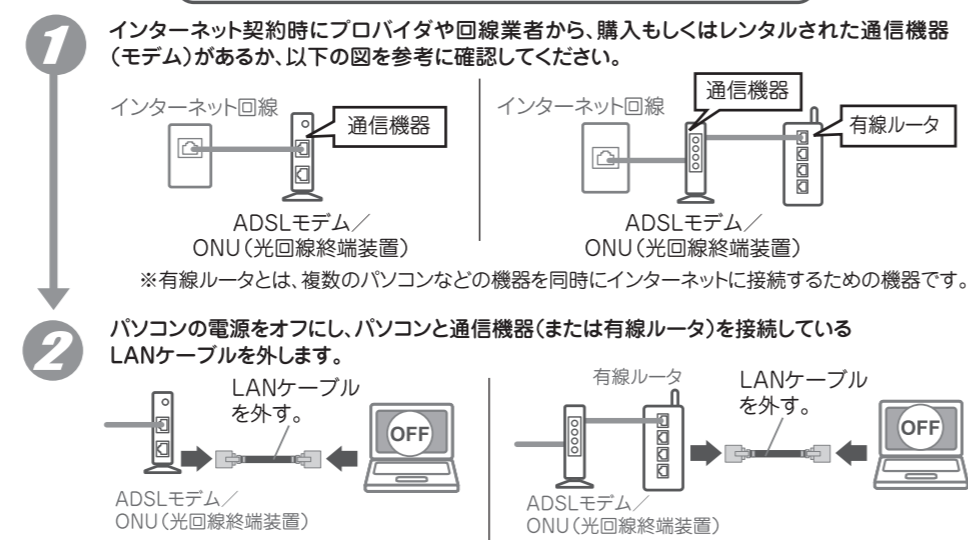 1
インターネット契約時にプロバイダや回線業者から、購入もしくはレンタルされた通信機器
(モデム)があるか、以下の図を参考に確認してください。
インターネット回線
通信機器
ADSLモデム/
ONU(光回線終端装置)
インターネット回線
通信機器
有線ルータ
ADSLモデム/
ONU(光回線終端装置)
※有線ルータとは、複数のパソコンなどの機器を同時にインターネットに接続するための機器です。
2
パソコンの電源をオフにし、パソコンと通信機器(または有線ルータ)を接続している
LANケーブルを外します。
LANケーブル
を外す。
OFF
ADSLモデム/
ONU(光回線終端装置)
有線ルータ
LANケーブル
を外す。
OFF
ADSLモデム/
ONU(光回線終端装置)